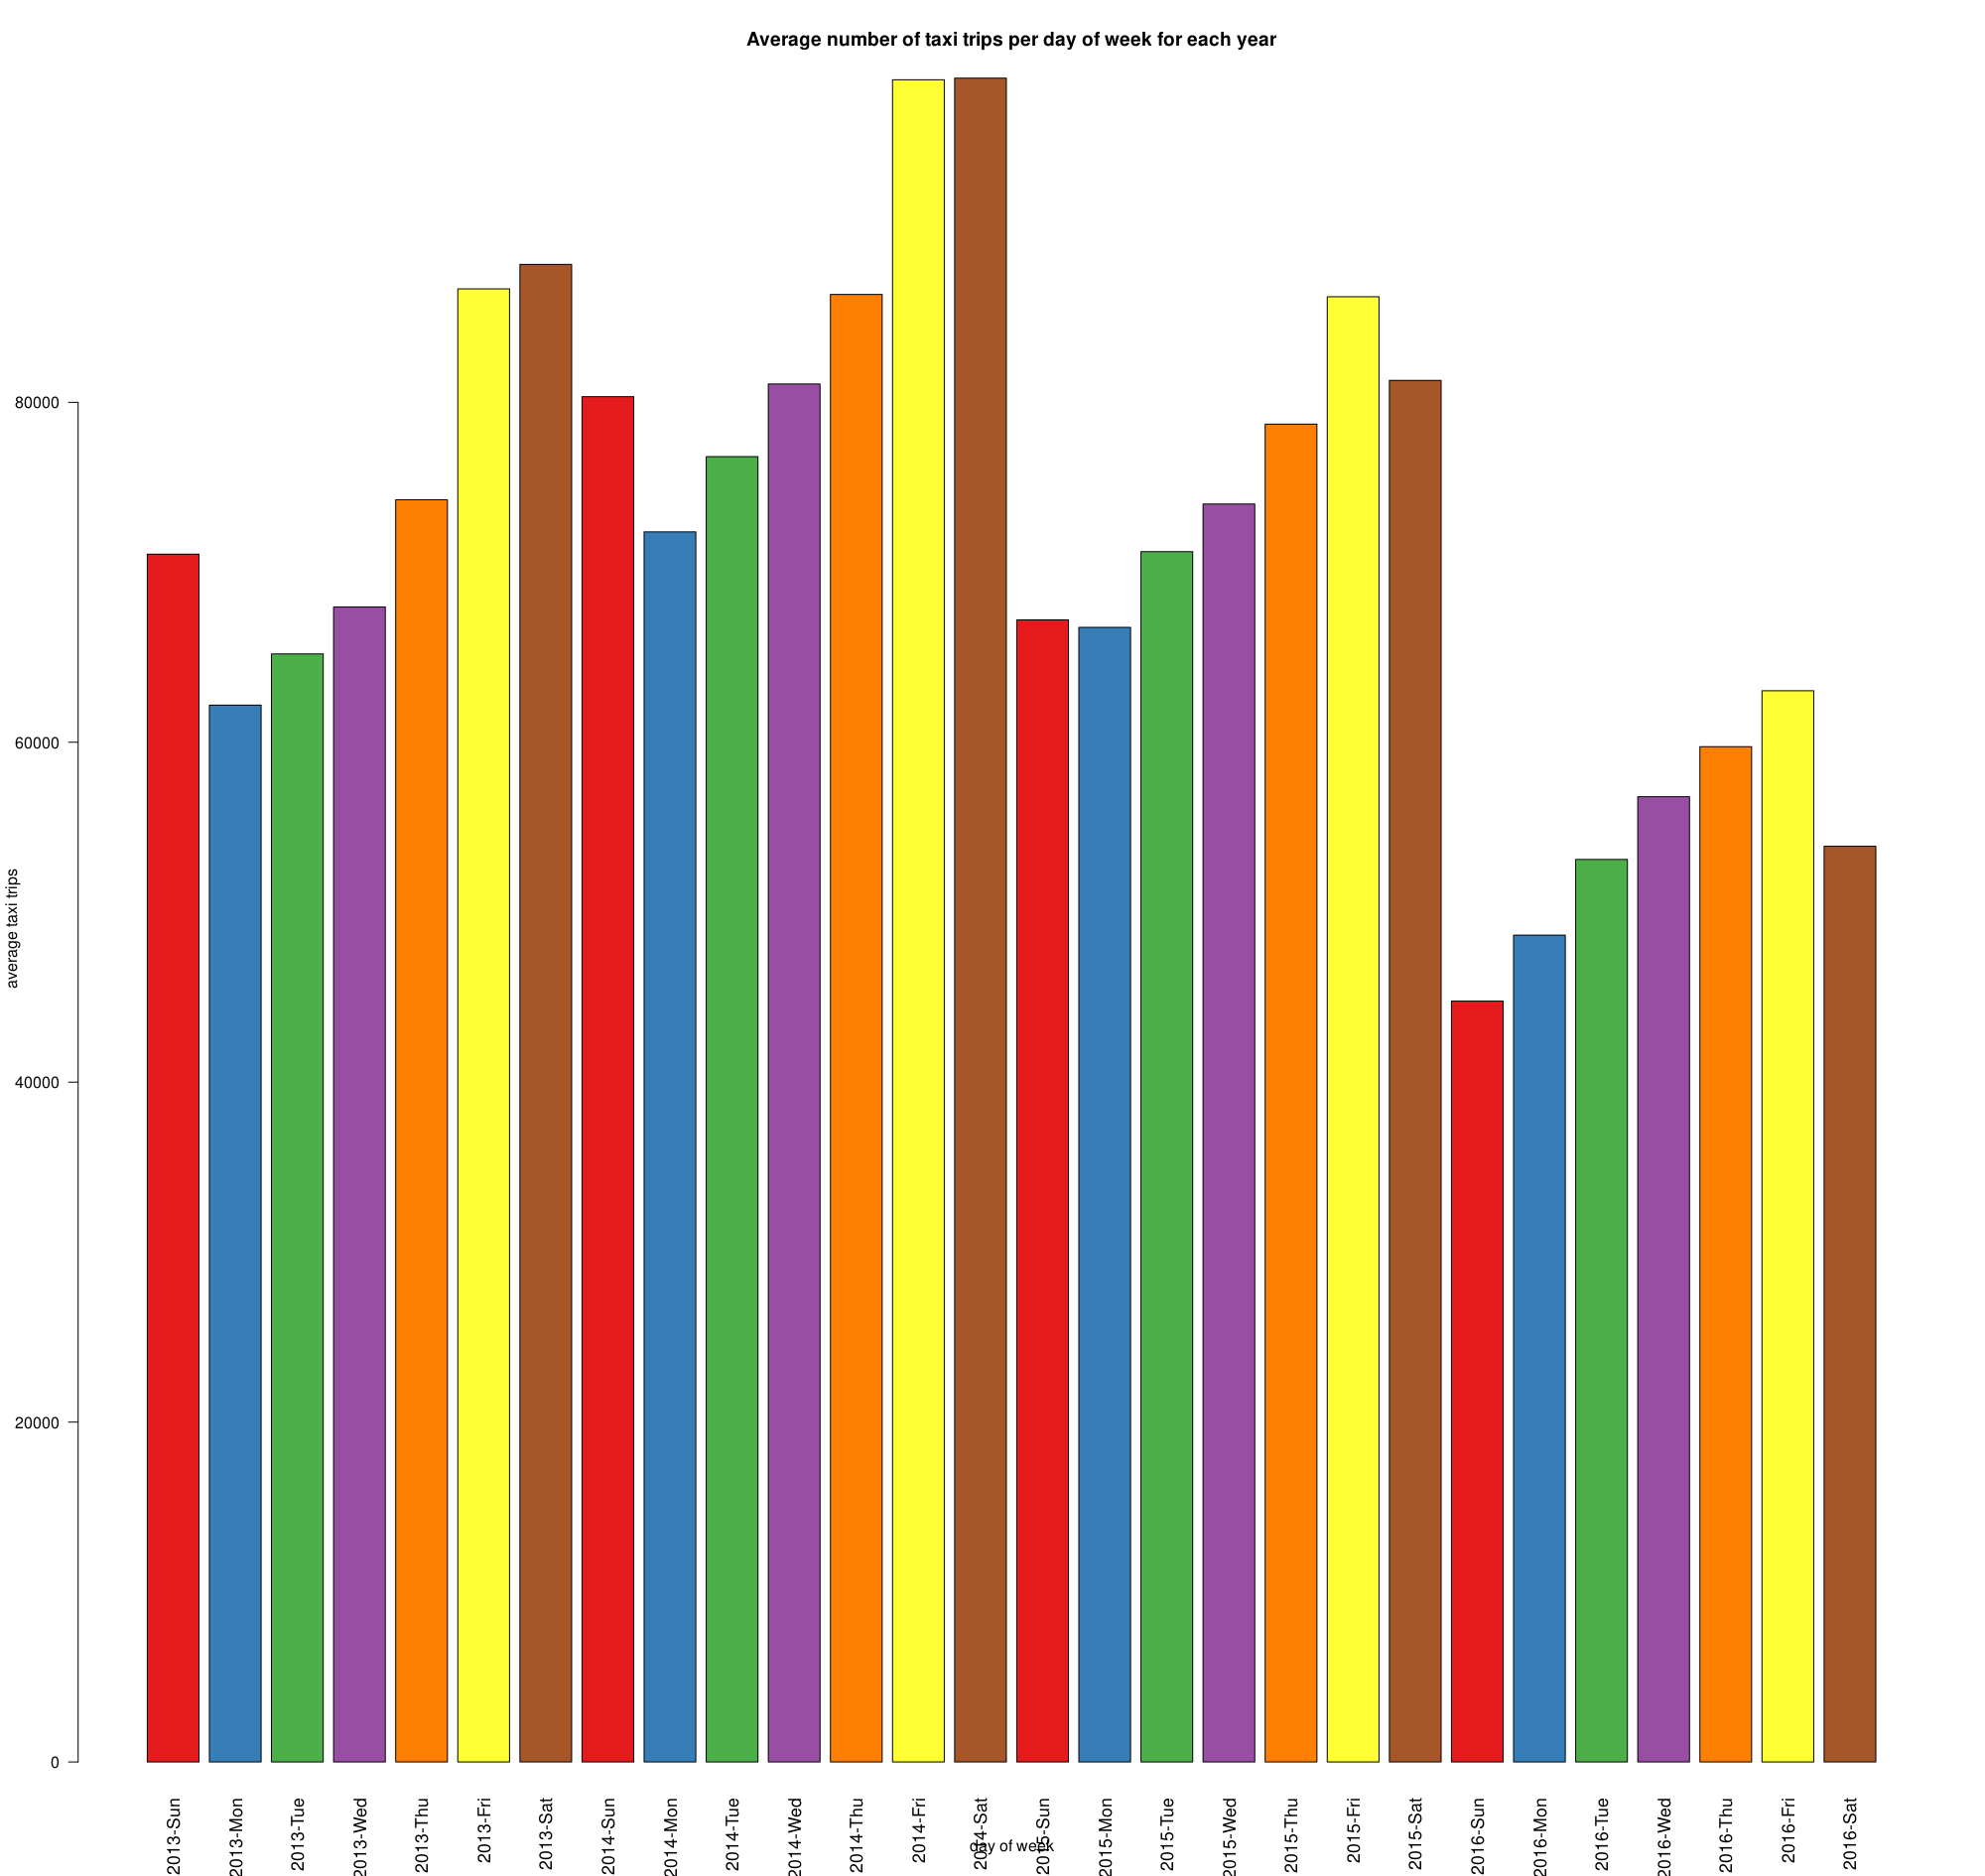 Average number of taxi trips per day of week for each year
average taxi trips
80000
60000
40000
20000
0
2013-Sun
2013-Mon
2013-Tue
2013-Wed
2013-Thu
2013-Fri
2013-Sat
2014-Sun
2014-Mon
2014-Tue
2014-Wed
2014-Thu
2014-Fri
2014-Sat
2015-Sun
2015-Mon
2015-Tue
2015-Wed
2015-Thu
2015-Fri
2015-Sat
2016-Sun
2016-Mon
2016-Tue
2016-Wed
2016-Thu
2016-Fri
2016-Sat
day of week